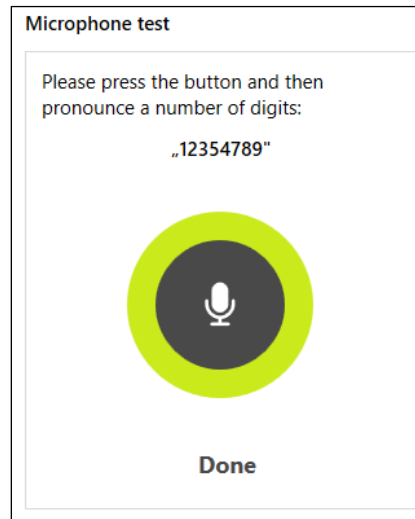 Microphone test
Please press the button and then
pronounce a number of digits:
„12354789"
Done